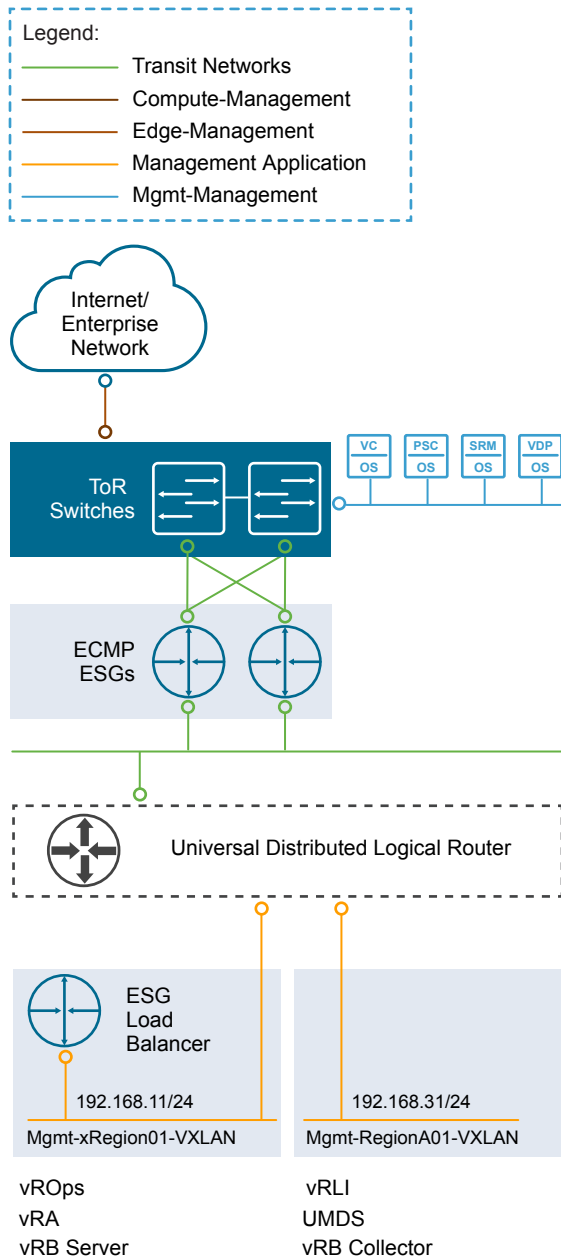 Legend:
Transit Networks
Compute-Management
Edge-Management
Management Application
Mgmt-Management
Internet/
Enterprise
Network
ToR
Switches
VC
OS
PSC
OS
SRM
OS
VDP
OS
ECMP
ESGs
Universal Distributed Logical Router
ESG
Load
Balancer
192.168.11/24
Mgmt-xRegion01-VXLAN
192.168.31/24
Mgmt-RegionA01-VXLAN
vROps
vRA
vRB Server
vRLI
UMDS
vRB Collector